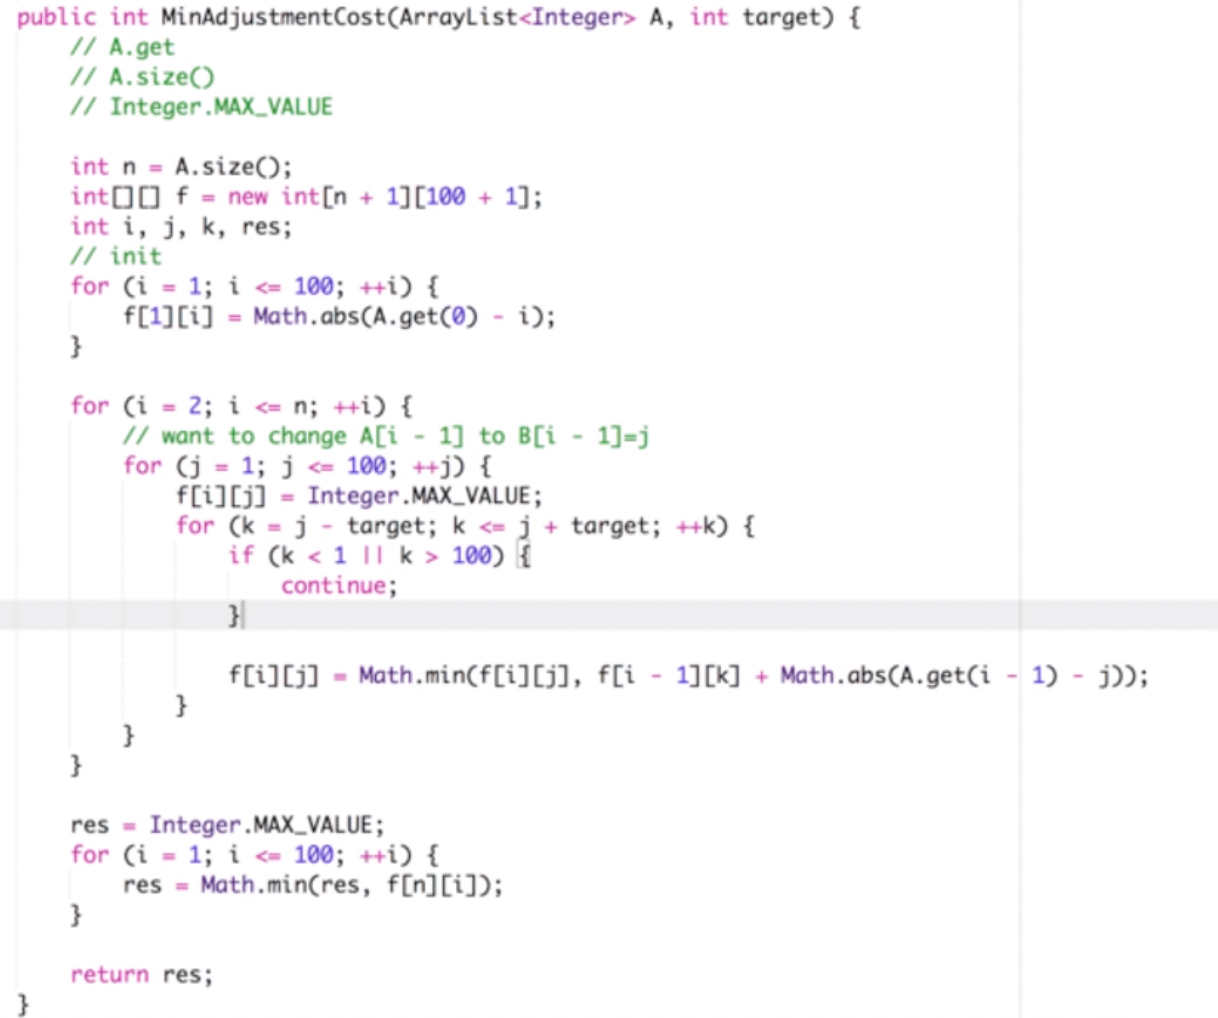 public int MinAdjustmentCost(ArrayList<Integer> A, int target) {
    // A.get
    // A.size()
    // Integer.MAX_VALUE

    int n = A.size();
    int[][] f = new int[n + 1][100 + 1];
    int i, j, k, res;
    // init
    for (i = 1; i <= 100; ++i) {
        f[1][i] = Math.abs(A.get(0) - i);
    }

    for (i = 2; i <= n; ++i) {
        // want to change A[i - 1] to B[i - 1]=j
        for (j = 1; j <= 100; ++j) {
            f[i][j] = Integer.MAX_VALUE;
            for (k = j - target; k <= j + target; ++k) {
                if (k < 1 || k > 100) {
                    continue;
                }

                f[i][j] = Math.min(f[i][j], f[i - 1][k] + Math.abs(A.get(i - 1) - j));
            }
        }
    }

    res = Integer.MAX_VALUE;
    for (i = 1; i <= 100; ++i) {
        res = Math.min(res, f[n][i]);
    }

    return res;
}